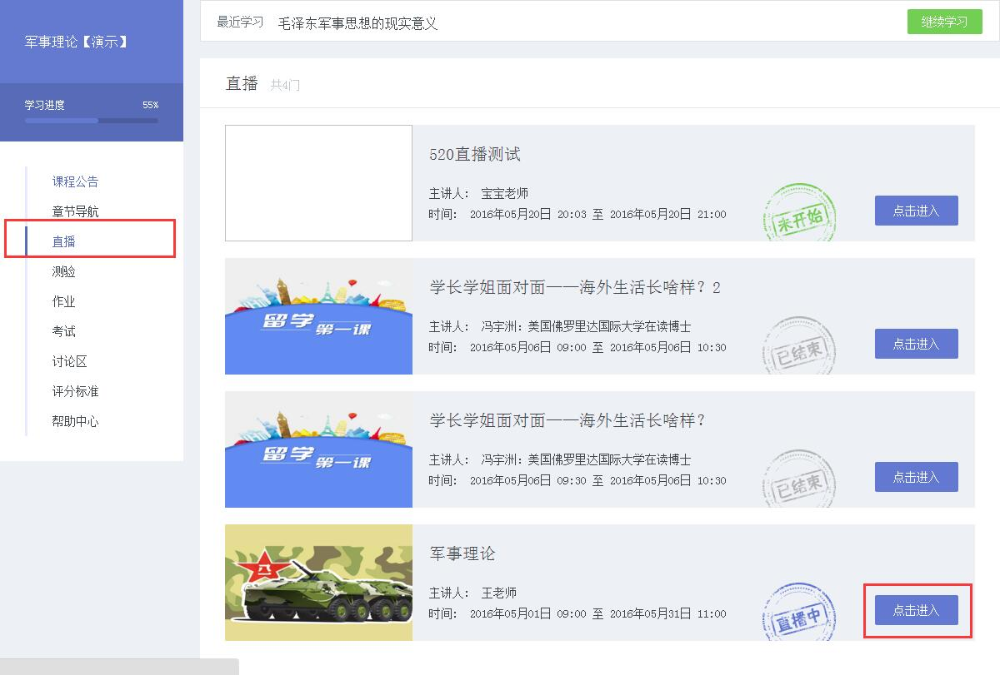 军事理论【演示】
学习进度 55%
课程公告
章节导航
直播
测验
作业
考试
讨论区
评分标准
帮助中心
最近学习 毛泽东军事思想的现实意义 继续学习
直播 共4门
520直播测试
主讲人: 宝宝老师
时间: 2016年05月20日 20:03 至 2016年05月20日 21:00
未开始
点击进入
留学 第一课
学长学姐面对面——海外生活长啥样？2
主讲人: 冯宇洲：美国佛罗里达国际大学在读博士
时间: 2016年05月06日 09:00 至 2016年05月06日 10:30
已结束
点击进入
留学 第一课
学长学姐面对面——海外生活长啥样？
主讲人: 冯宇洲：美国佛罗里达国际大学在读博士
时间: 2016年05月06日 09:30 至 2016年05月06日 10:30
已结束
点击进入
八一
军事理论
主讲人: 王老师
时间: 2016年05月01日 09:00 至 2016年05月31日 11:00
直播中
点击进入